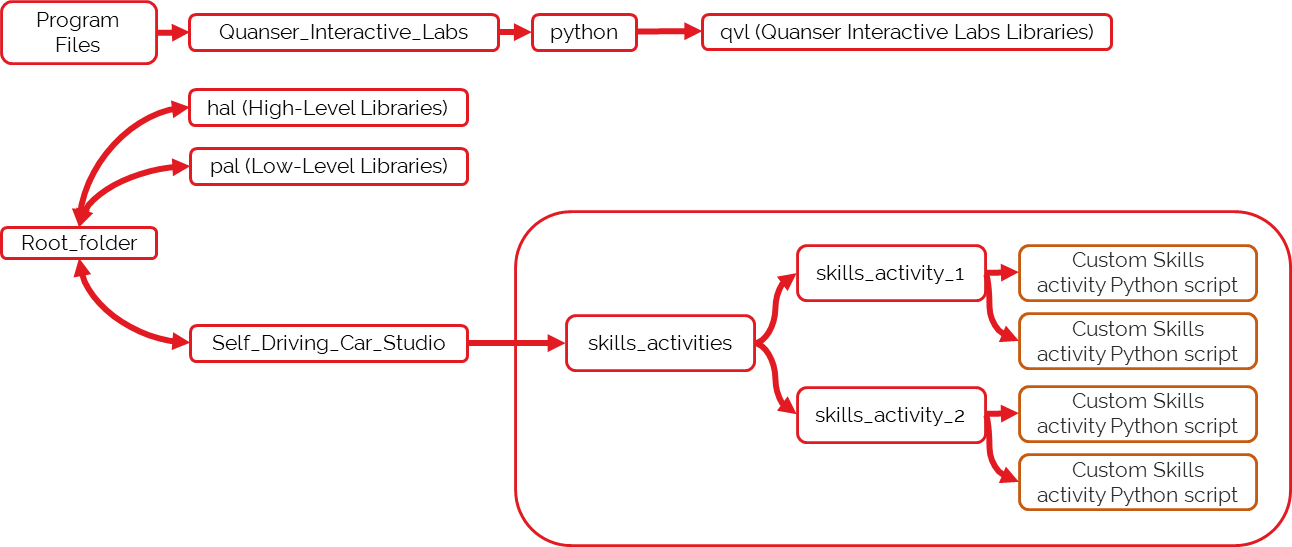 Program
Files
Quanser_Interactive_Labs
python
qvl (Quanser Interactive Labs Libraries)
hal (High-Level Libraries)
pal (Low-Level Libraries)
Root_folder
Self_Driving_Car_Studio
skills_activities
skills_activity_1
Custom Skills
activity Python script
Custom Skills
activity Python script
skills_activity_2
Custom Skills
activity Python script
Custom Skills
activity Python script